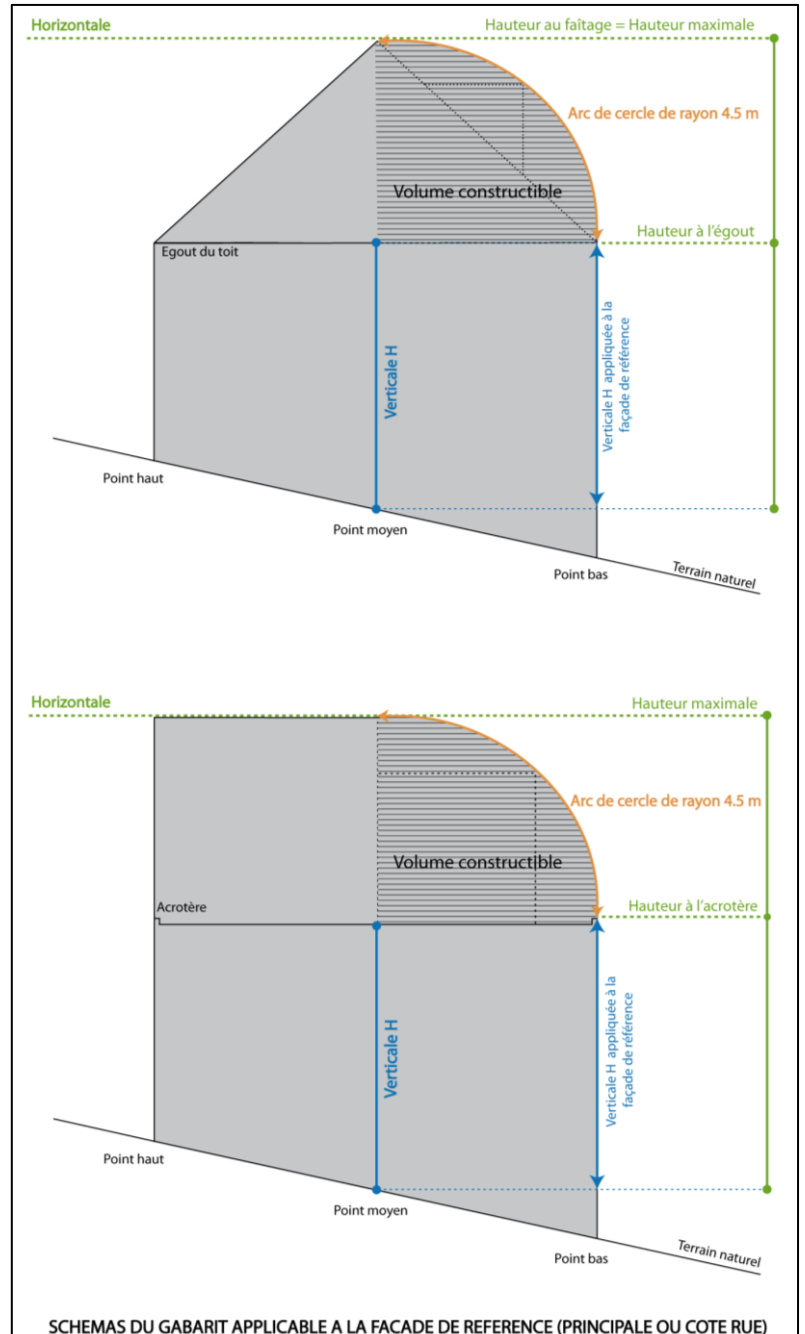 Horizontale
Hauteur au faîtage = Hauteur maximale
Arc de cercle de rayon 4.5 m
Volume constructible
Hauteur à l'égout
Egout du toit
Verticale H
Verticale H appliquée à la
façade de référence
Point haut
Point moyen
Point bas
Terrain naturel
Horizontale
Hauteur maximale
Arc de cercle de rayon 4.5 m
Volume constructible
Acrotère
Hauteur à l'acrotère
Verticale H
Verticale H appliquée à la
façade de référence
Point haut
Point moyen
Point bas
Terrain naturel
SCHEMAS DU GABARIT APPLICABLE A LA FACADE DE REFERENCE (PRINCIPALE OU COTE RUE)